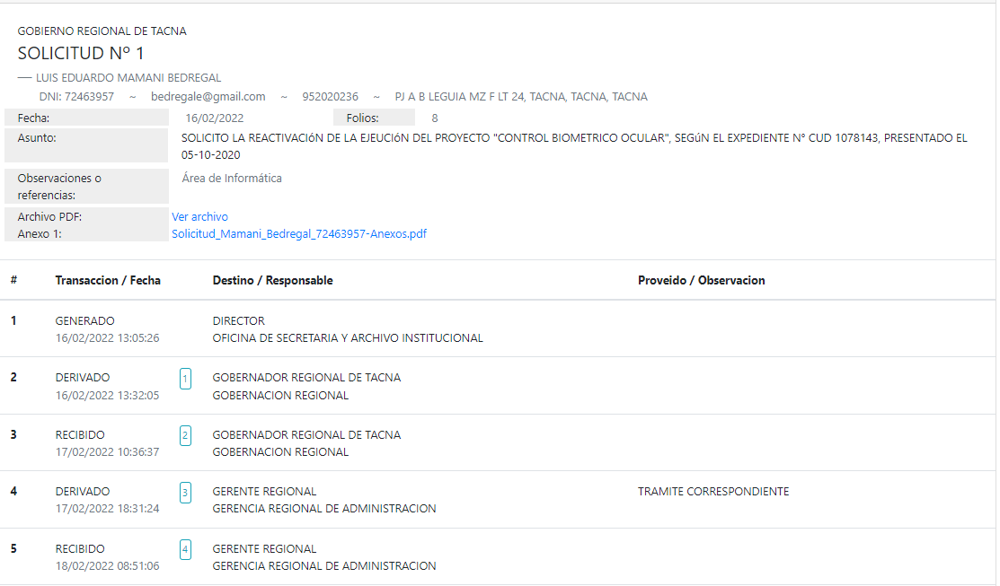 GOBIERNO REGIONAL DE TACNA
SOLICITUD Nº 1
— LUIS EDUARDO MAMANI BEDREGAL
DNI: 72463957 ~ bedregale@gmail.com ~ 952020236 ~ PJ A B LEGUIA MZ F LT 24, TACNA, TACNA, TACNA
Fecha: 16/02/2022 Folios: 8
Asunto: SOLICITO LA REACTIVACIóN DE LA EJECUCIóN DEL PROYECTO "CONTROL BIOMETRICO OCULAR", SEGúN EL EXPEDIENTE N° CUD 1078143, PRESENTADO EL
05-10-2020
Observaciones o Área de Informática
referencias:
Archivo PDF: Ver archivo
Anexo 1: Solicitud_Mamani_Bedregal_72463957-Anexos.pdf
# Transaccion / Fecha Destino / Responsable Proveido / Observacion
1 GENERADO DIRECTOR
16/02/2022 13:05:26 OFICINA DE SECRETARIA Y ARCHIVO INSTITUCIONAL
2 DERIVADO 1 GOBERNADOR REGIONAL DE TACNA
16/02/2022 13:32:05 GOBERNACION REGIONAL
3 RECIBIDO 2 GOBERNADOR REGIONAL DE TACNA
17/02/2022 10:36:37 GOBERNACION REGIONAL
4 DERIVADO 3 GERENTE REGIONAL TRAMITE CORRESPONDIENTE
17/02/2022 18:31:24 GERENCIA REGIONAL DE ADMINISTRACION
5 RECIBIDO 4 GERENTE REGIONAL
18/02/2022 08:51:06 GERENCIA REGIONAL DE ADMINISTRACION